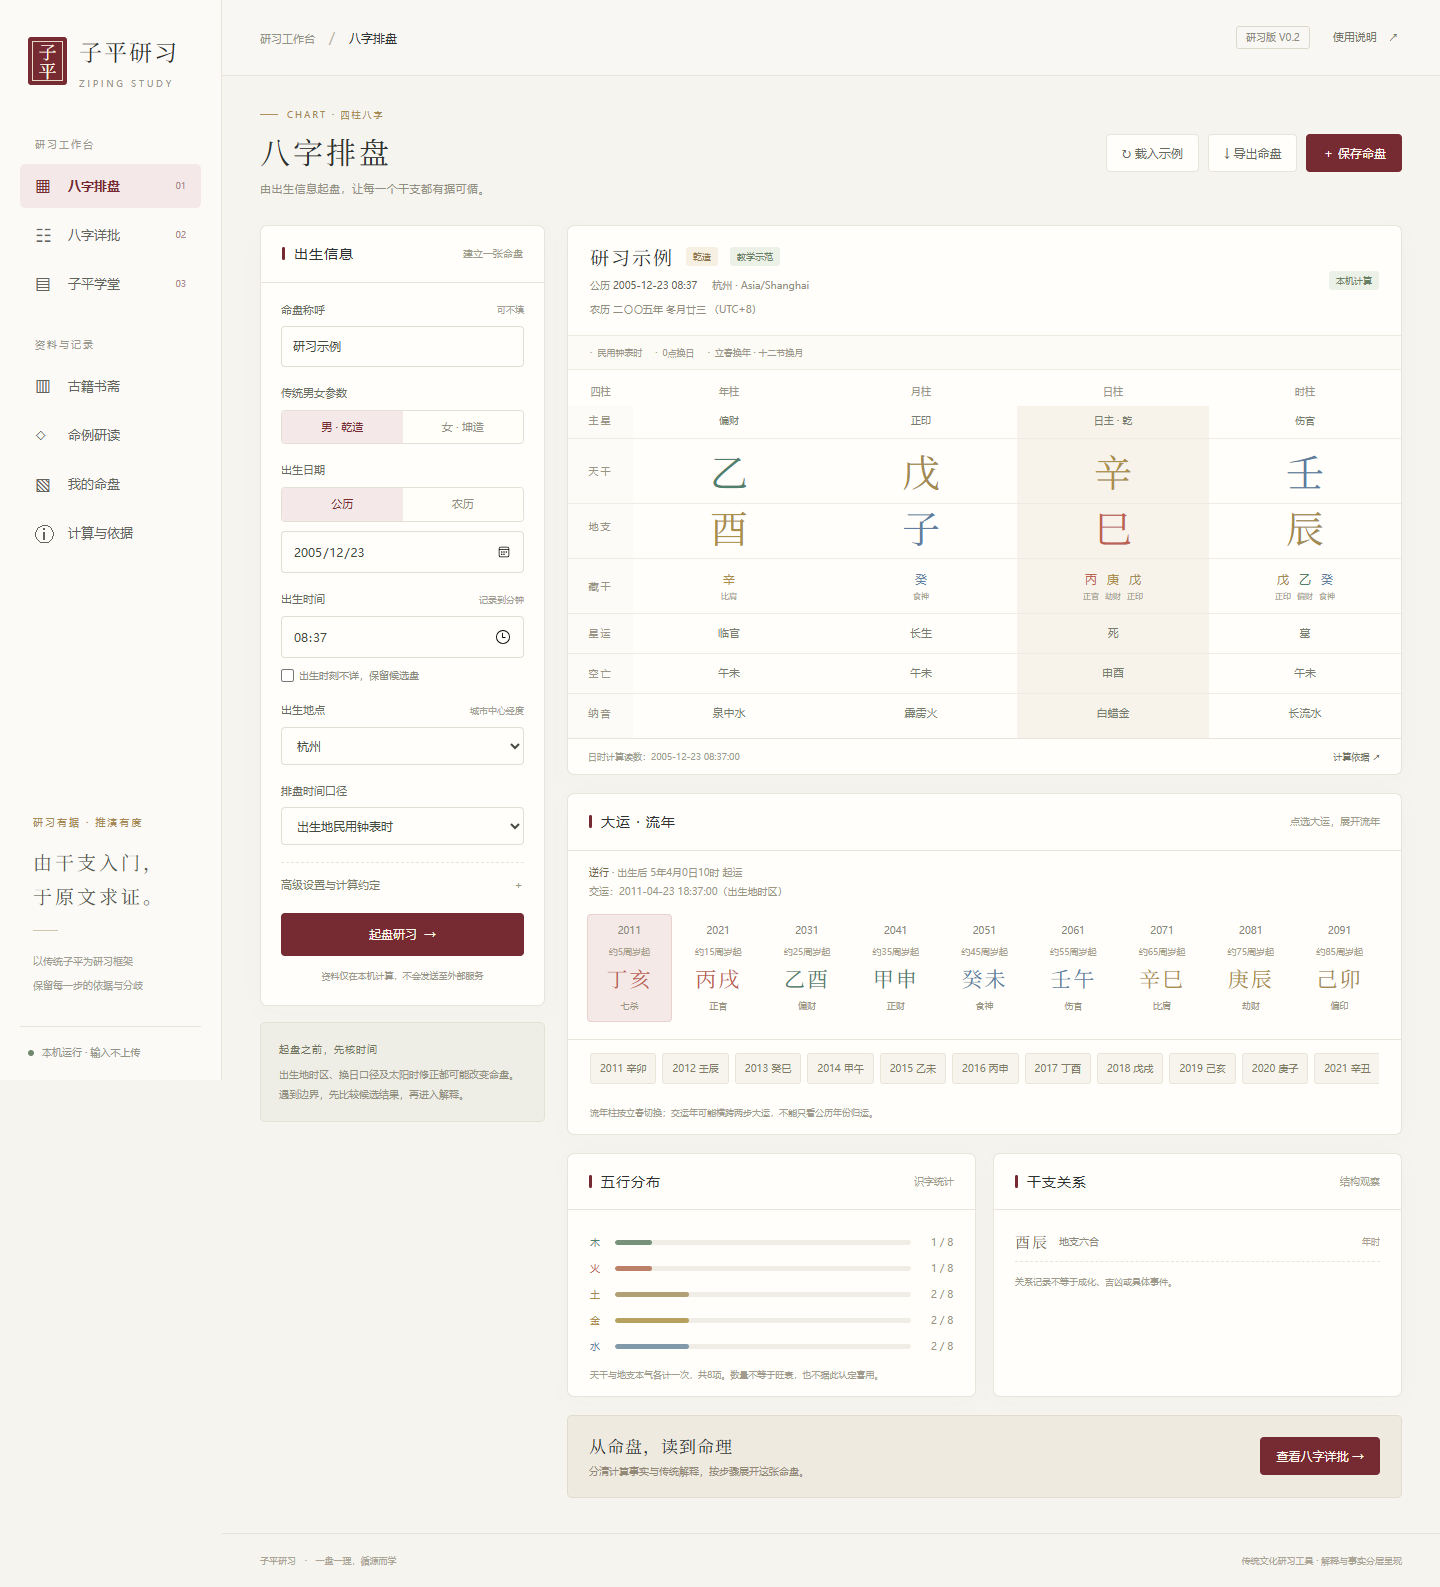 子平
子平研习
ZIPING STUDY
研习工作台
八字排盘 01
八字详批 02
子平学堂 03
资料与记录
古籍书斋
命例研读
我的命盘
计算与依据
研习有据 · 推演有度
由干支入门，
于原文求证。
以传统子平为研习框架
保留每一步的依据与分歧
本机运行 · 输入不上传
研习工作台 / 八字排盘
研习版 V0.2
使用说明 ↗
CHART · 四柱八字
八字排盘
由出生信息起盘，让每一个干支都有据可循。
↻ 载入示例
↓ 导出命盘
+ 保存命盘
出生信息
建立一张命盘
命盘称呼 可不填
研习示例
传统男女参数
男 · 乾造 女 · 坤造
出生日期
公历 农历
2005/12/23
出生时间 记录到分钟
08:37
出生时刻不详，保留候选盘
出生地点 城市中心经度
杭州
排盘时间口径
出生地民用钟表时
高级设置与计算约定 +
起盘研习 →
资料仅在本机计算，不会发送至外部服务
起盘之前，先核时间
出生地时区、换日口径及太阳时修正都可能改变命盘。
遇到边界，先比较候选结果，再进入解释。
研习示例 乾造 教学示范
公历 2005-12-23 08:37 杭州 · Asia/Shanghai
农历 二〇〇五年 冬月廿三 （UTC+8）
本机计算
· 民用钟表时 · 0点换日 · 立春换年 · 十二节换月
四柱 年柱 月柱 日柱 时柱
主星 偏财 正印 日主 · 乾 伤官
天干 乙 戊 辛 壬
地支 酉 子 巳 辰
藏干 辛 癸 丙 庚 戊 戊 乙 癸
比肩 食神 正官 劫财 正印 正印 偏财 食神
星运 临官 长生 死 墓
空亡 午未 午未 申酉 午未
纳音 泉中水 霹雳火 白蜡金 长流水
日时计算读数：2005-12-23 08:37:00
计算依据 ↗
大运 · 流年
点选大运，展开流年
逆行 · 出生后 5年4月0日10时 起运
交运：2011-04-23 18:37:00（出生地时区）
2011 2021 2031 2041 2051 2061 2071 2081 2091
约5周岁起 约15周岁起 约25周岁起 约35周岁起 约45周岁起 约55周岁起 约65周岁起 约75周岁起 约85周岁起
丁亥 丙戌 乙酉 甲申 癸未 壬午 辛巳 庚辰 己卯
七杀 正官 偏财 正财 食神 伤官 比肩 劫财 偏印
2011 辛卯 2012 壬辰 2013 癸巳 2014 甲午 2015 乙未 2016 丙申 2017 丁酉 2018 戊戌 2019 己亥 2020 庚子 2021 辛丑
流年柱按立春切换；交运年可能横跨两步大运，不能只看公历年份归运。
五行分布
识字统计
木 1 / 8
火 1 / 8
土 2 / 8
金 2 / 8
水 2 / 8
天干与地支本气各计一次，共8项。数量不等于旺衰，也不据此认定喜用。
干支关系
结构观察
酉辰 地支六合 年时
关系记录不等于成化、吉凶或具体事件。
从命盘，读到命理
分清计算事实与传统解释，按步骤展开这张命盘。
查看八字详批 →
子平研习 · 一盘一理，循源而学
传统文化研习工具 · 解释与事实分层呈现